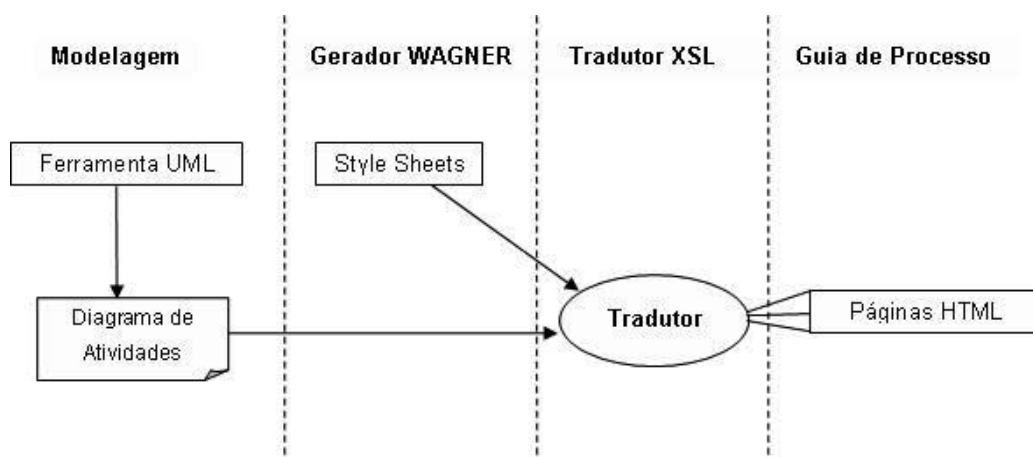 Modelagem
Gerador WAGNER
Tradutor XSL
Guia de Processo
Ferramenta UML
Style Sheets
Diagrama de
Atividades
Tradutor
Páginas HTML